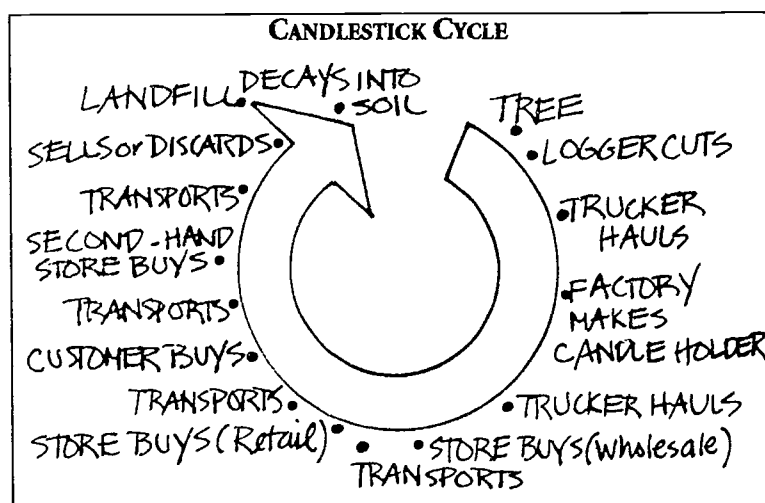 CANDLESTICK CYCLE
TREE
LOGGER CUTS
TRUCKER
HAULS
FACTORY
MAKES
CANDLE HOLDER
TRUCKER HAULS
STORE BUYS (Wholesale)
TRANSPORTS
STORE BUYS (Retail)
TRANSPORTS
CUSTOMER BUYS
TRANSPORTS
SECOND-HAND
STORE BUYS
TRANSPORTS
SELLS or DISCARDS
LANDFILL
DECAYS INTO
SOIL